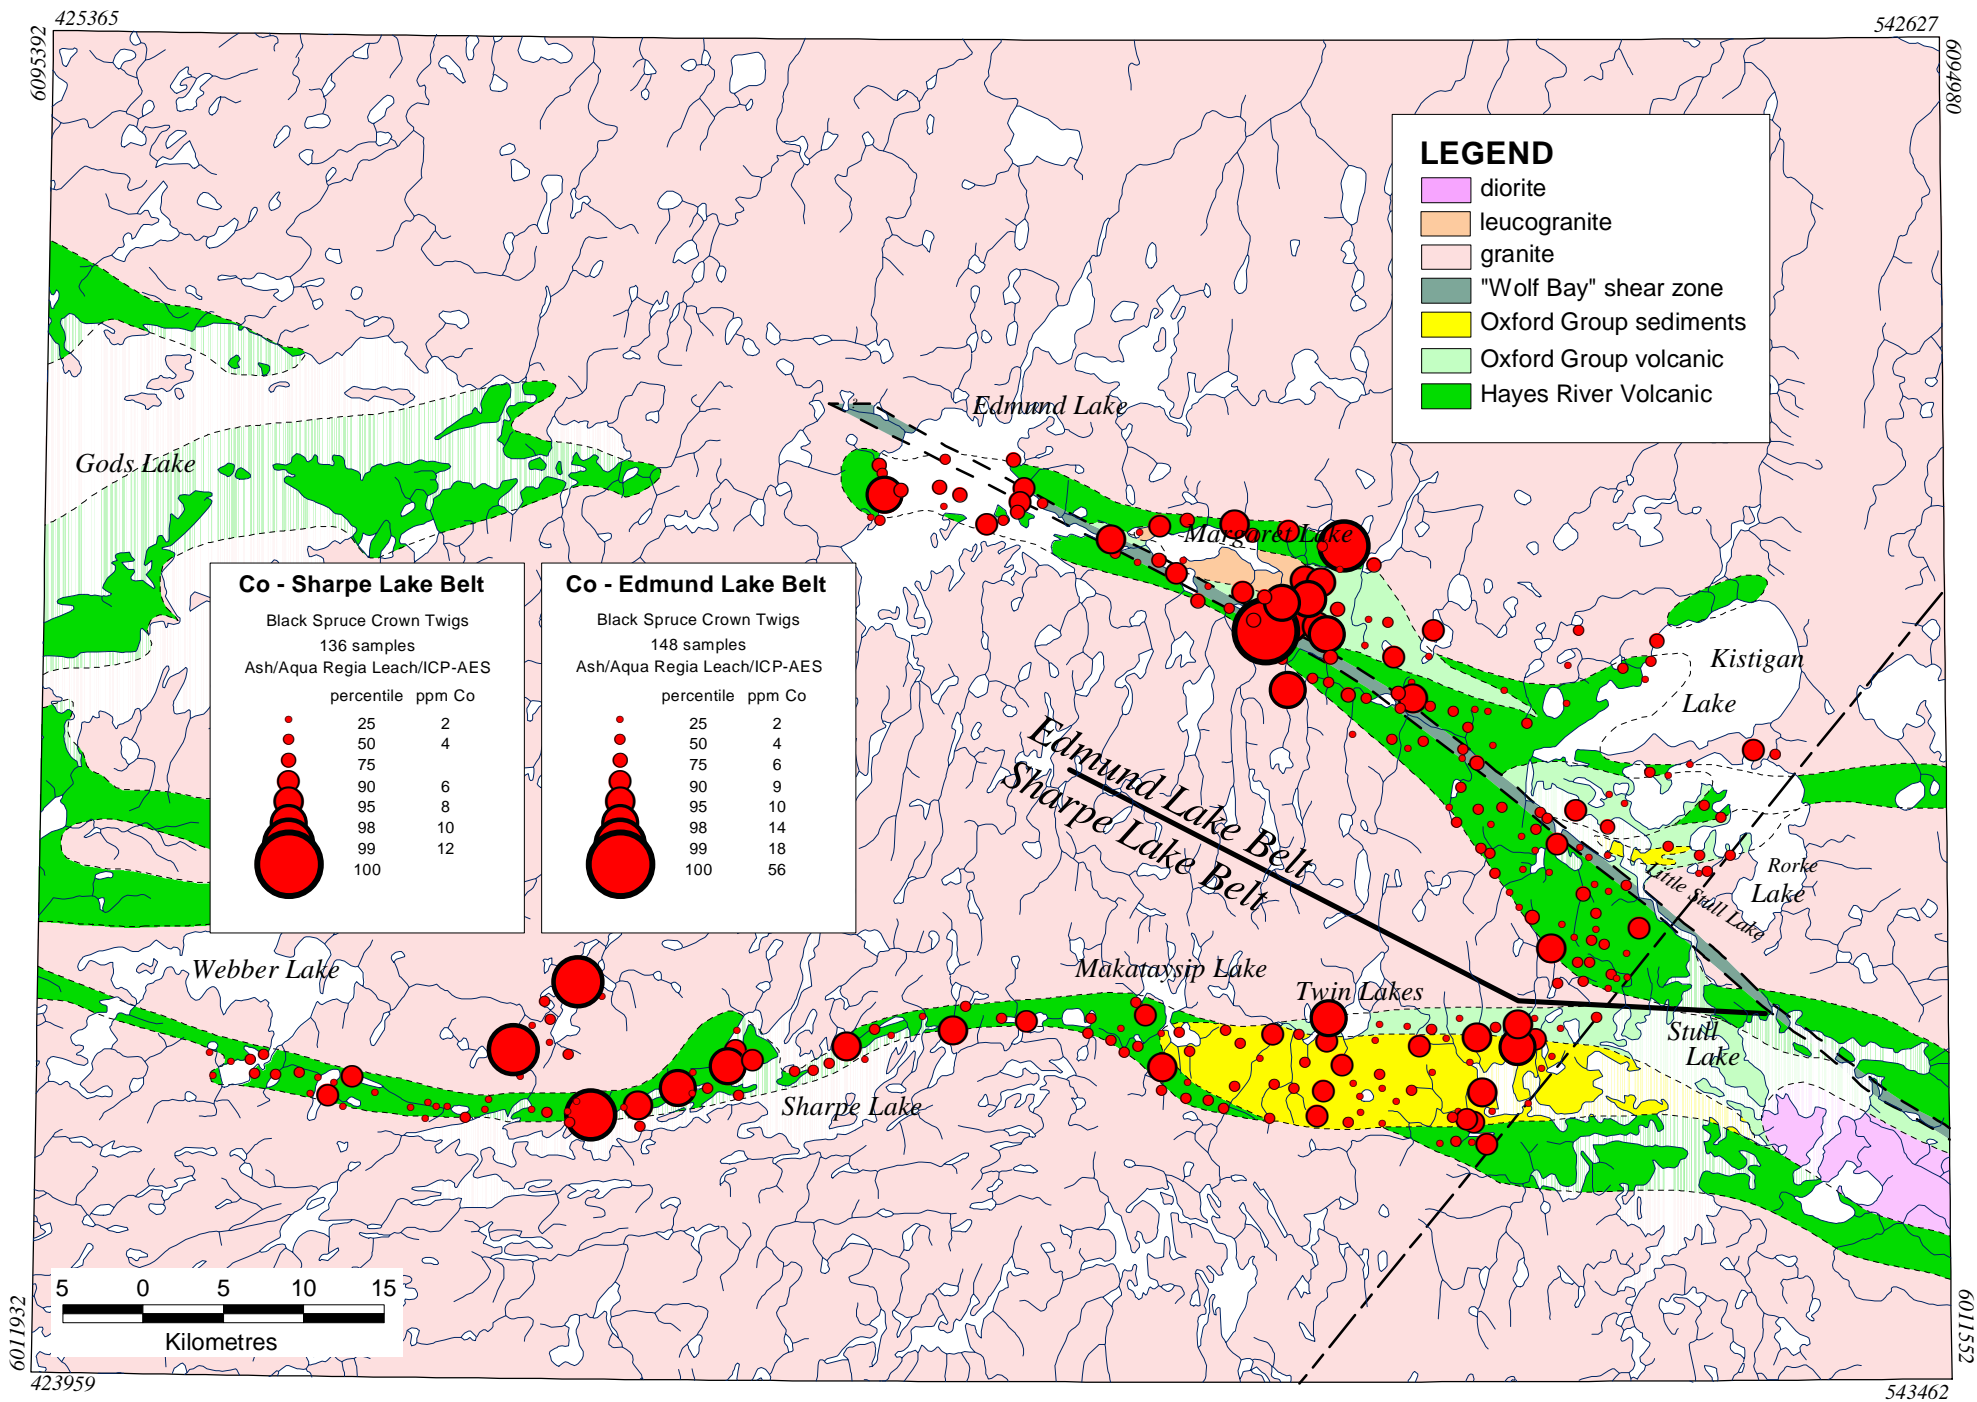 425365
542627
6095392
6094980
LEGEND
diorite
leucogranite
granite
"Wolf Bay" shear zone
Oxford Group sediments
Oxford Group volcanic
Hayes River Volcanic
Edmund Lake
Gods Lake
Margaret Lake
Co - Sharpe Lake Belt
Black Spruce Crown Twigs
136 samples
Ash/Aqua Regia Leach/ICP-AES
percentile ppm Co
25 2
50 4
75
90 6
95 8
98 10
99 12
100
Co - Edmund Lake Belt
Black Spruce Crown Twigs
148 samples
Ash/Aqua Regia Leach/ICP-AES
percentile ppm Co
25 2
50 4
75 6
90 9
95 10
98 14
99 18
100 56
Kistigan
Lake
Edmund Lake Belt
Sharpe Lake Belt
Rorke
Lake
Little Stull Lake
Webber Lake
Makataysip Lake
Twin Lakes
Stull
Lake
Sharpe Lake
5 0 5 10 15
Kilometres
6011932
6011552
423959
543462